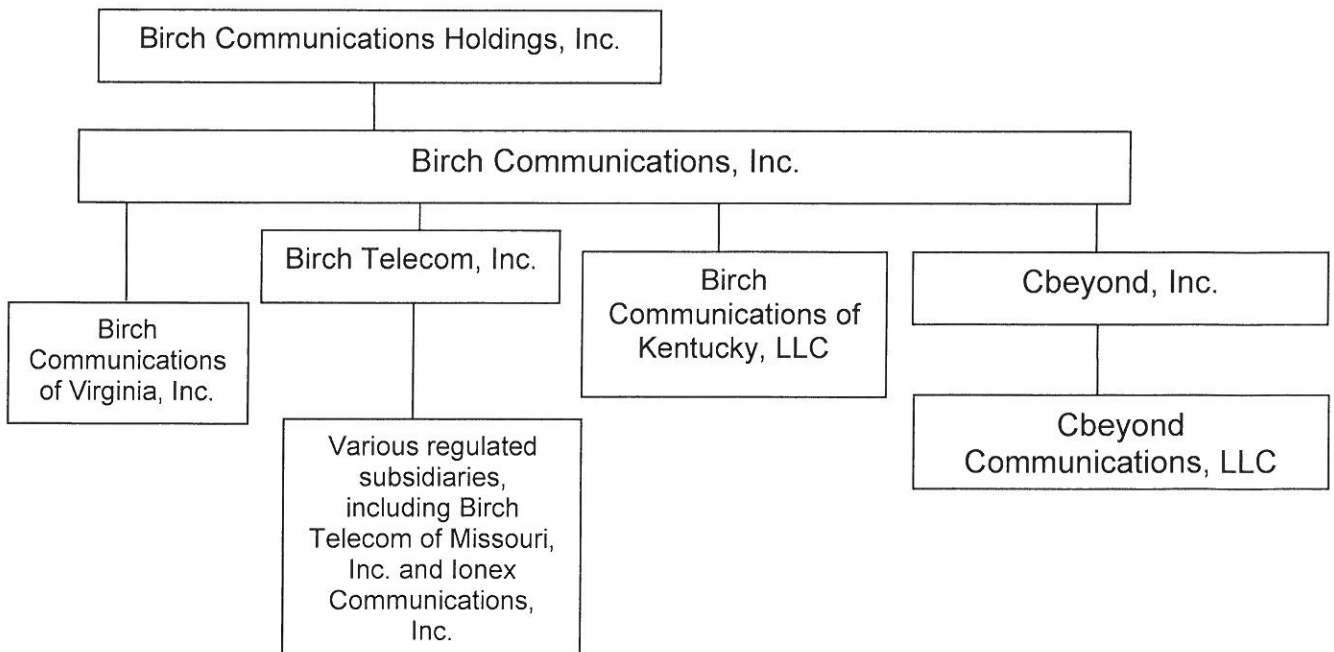 Birch Communications Holdings, Inc.
Birch Communications, Inc.
Birch Telecom, Inc.
Birch
Communications of
Kentucky, LLC
Cbeyond, Inc.
Birch
Communications
of Virginia, Inc.
Cbeyond
Communications, LLC
Various regulated
subsidiaries,
including Birch
Telecom of Missouri,
Inc. and Ionex
Communications,
Inc.